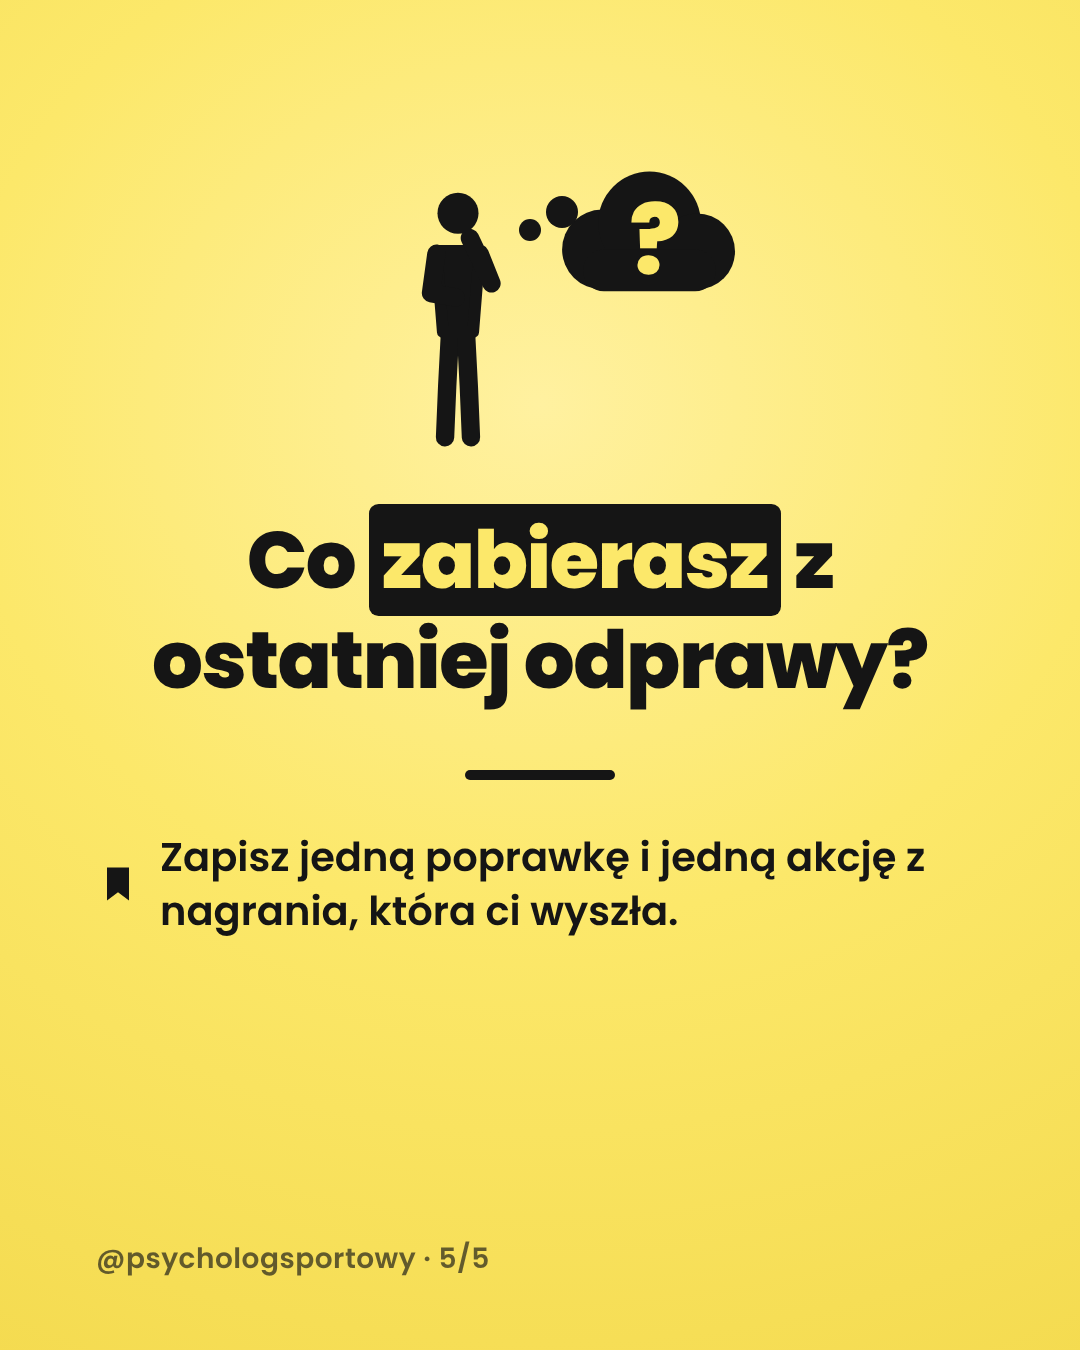 ?
Co zabierasz z
ostatniej odprawy?
Zapisz jedną poprawkę i jedną akcję z
nagrania, która ci wyszła.
@psychologsportowy · 5/5